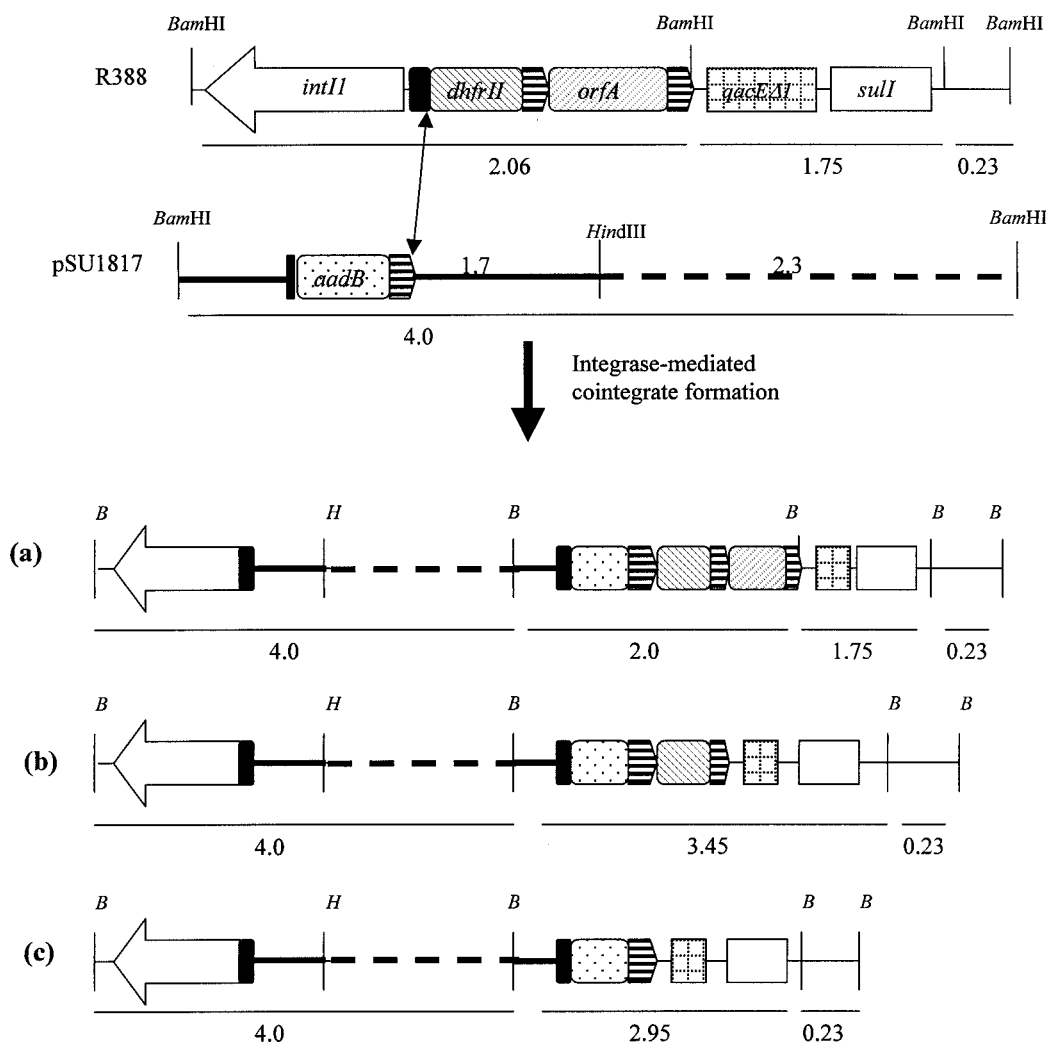 BamHI BamHI BamHI BamHI
R388 intI1 dhfrII orfA qacEΔ1 sulI
2.06 1.75 0.23
BamHI HindIII BamHI
pSU1817 aadB 1.7 2.3
4.0
Integrase-mediated
cointegrate formation
B H B B B B
(a)
4.0 2.0 1.75 0.23
B H B B B
(b)
4.0 3.45 0.23
B H B B B
(c)
4.0 2.95 0.23